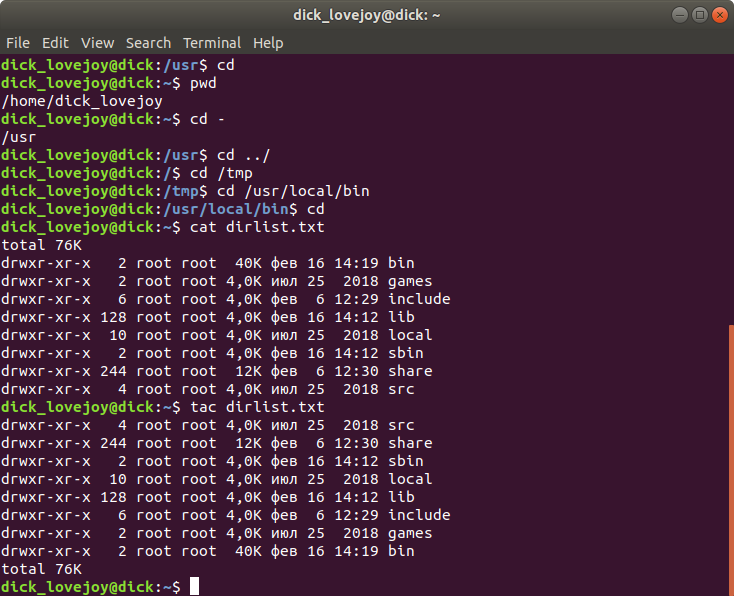 dick_lovejoy@dick: ~
File Edit View Search Terminal Help
dick_lovejoy@dick:/usr$ cd
dick_lovejoy@dick:~$ pwd
/home/dick_lovejoy
dick_lovejoy@dick:~$ cd -
/usr
dick_lovejoy@dick:/usr$ cd ../
dick_lovejoy@dick:/$ cd /tmp
dick_lovejoy@dick:/tmp$ cd /usr/local/bin
dick_lovejoy@dick:/usr/local/bin$ cd
dick_lovejoy@dick:~$ cat dirlist.txt
total 76K
drwxr-xr-x   2 root root  40K фев 16 14:19 bin
drwxr-xr-x   2 root root 4,0K июл 25  2018 games
drwxr-xr-x   6 root root 4,0K фев  6 12:29 include
drwxr-xr-x 128 root root 4,0K фев 16 14:12 lib
drwxr-xr-x  10 root root 4,0K июл 25  2018 local
drwxr-xr-x   2 root root 4,0K фев 16 14:12 sbin
drwxr-xr-x 244 root root  12K фев  6 12:30 share
drwxr-xr-x   4 root root 4,0K июл 25  2018 src
dick_lovejoy@dick:~$ tac dirlist.txt
drwxr-xr-x   4 root root 4,0K июл 25  2018 src
drwxr-xr-x 244 root root  12K фев  6 12:30 share
drwxr-xr-x   2 root root 4,0K фев 16 14:12 sbin
drwxr-xr-x  10 root root 4,0K июл 25  2018 local
drwxr-xr-x 128 root root 4,0K фев 16 14:12 lib
drwxr-xr-x   6 root root 4,0K фев  6 12:29 include
drwxr-xr-x   2 root root 4,0K июл 25  2018 games
drwxr-xr-x   2 root root  40K фев 16 14:19 bin
total 76K
dick_lovejoy@dick:~$